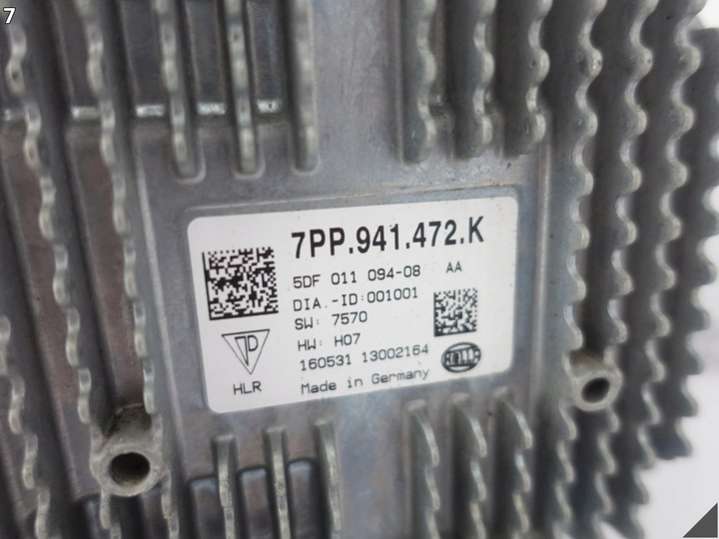 7
7PP.941.472.K
5DF 011 094-08 AA
DIA.-ID:001001
SW: 7570
HW: H07
160531 13002164
HLR
Made in Germany
HELLA